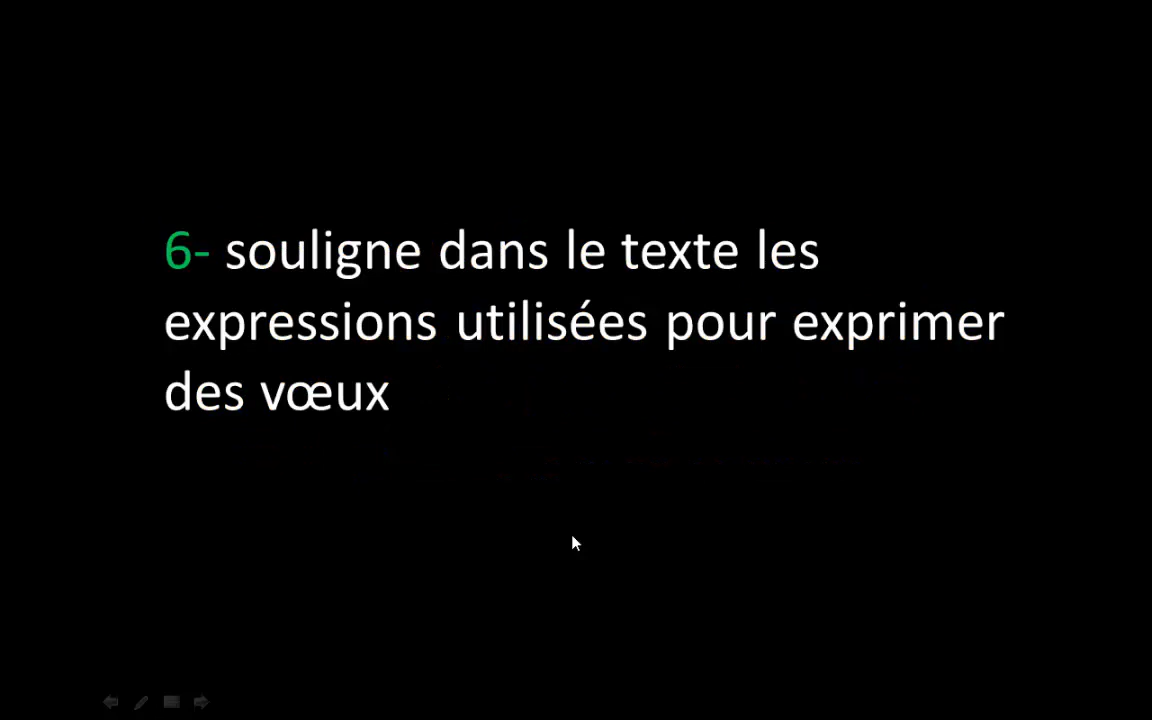 6- souligne dans le texte les
expressions utilisées pour exprimer
des vœux